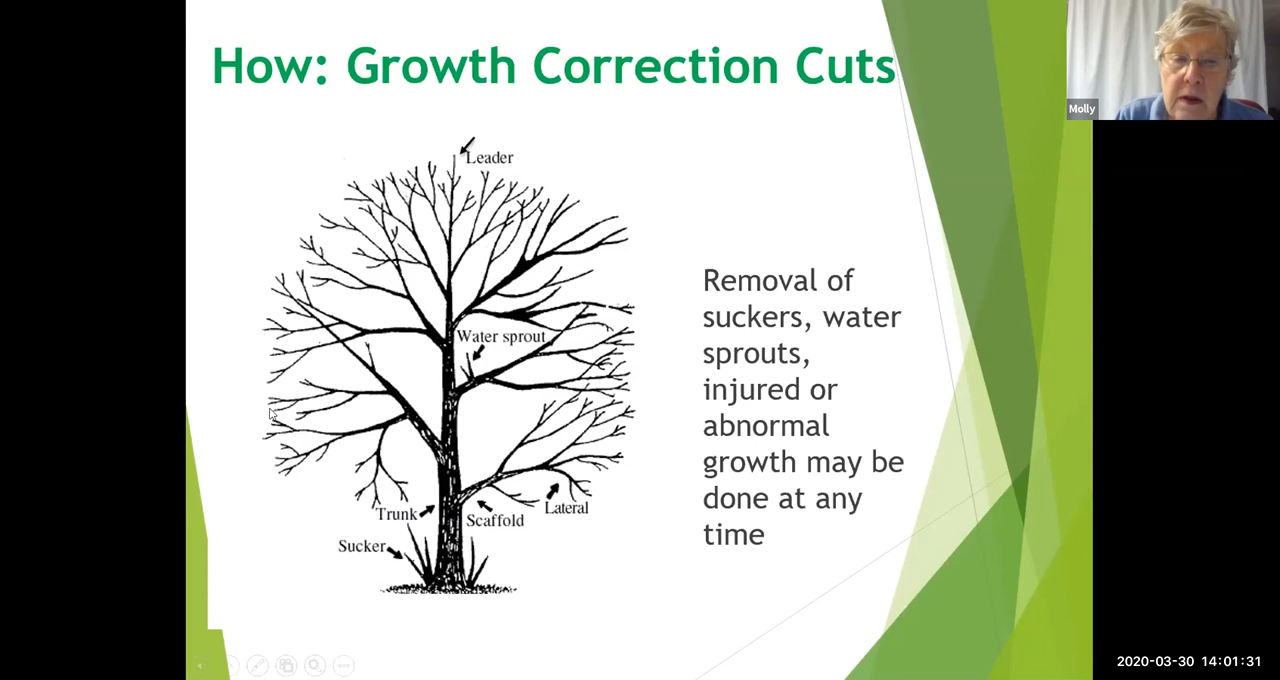 How: Growth Correction Cuts
Molly
Leader
Water sprout
Trunk
Scaffold
Lateral
Sucker
Removal of
suckers, water
sprouts,
injured or
abnormal
growth may be
done at any
time
2020-03-30 14:01:31